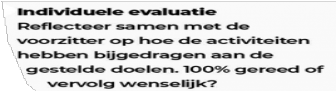 Individuele evaluatie
Reflecteer samen met de
voorzitter op hoe de activiteiten
hebben bijgedragen aan de
gestelde doelen. 100% gereed of
vervolg wenselijk?